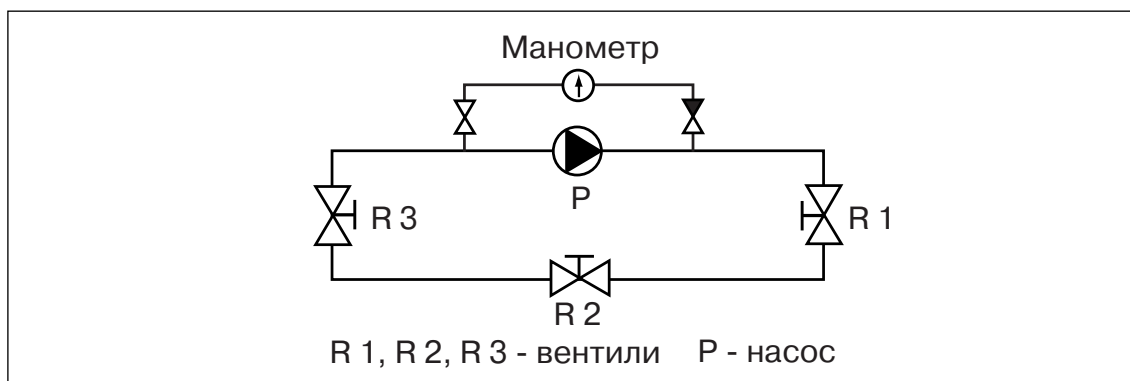 Манометр
P
R 3
R 1
R 2
R 1, R 2, R 3 - вентили P - насос